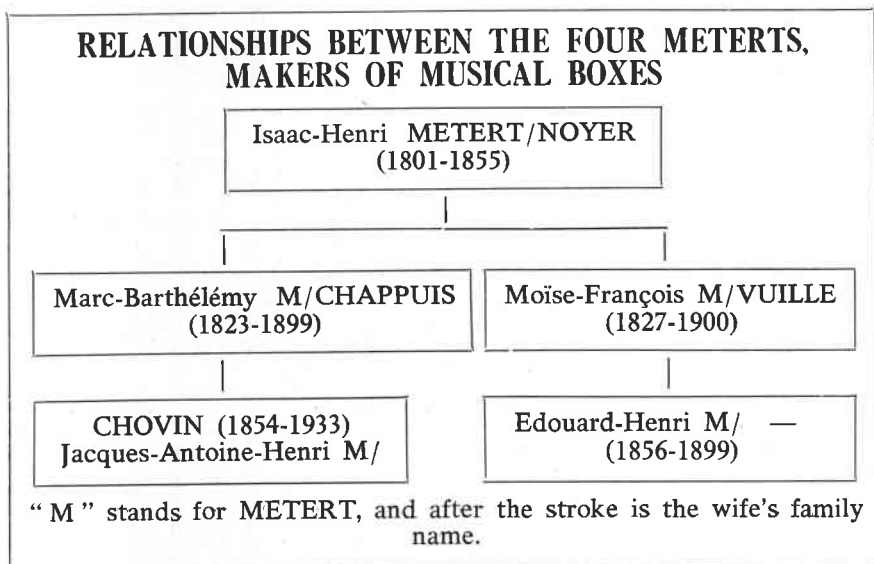 RELATIONSHIPS BETWEEN THE FOUR METERTS,
MAKERS OF MUSICAL BOXES
Isaac-Henri METERT/NOYER
(1801-1855)
Marc-Barthélémy M/CHAPPUIS
(1823-1899)
Moïse-François M/VUILLE
(1827-1900)
CHOVIN (1854-1933)
Jacques-Antoine-Henri M/
Edouard-Henri M/ —
(1856-1899)
“ M ” stands for METERT, and after the stroke is the wife’s family
name.